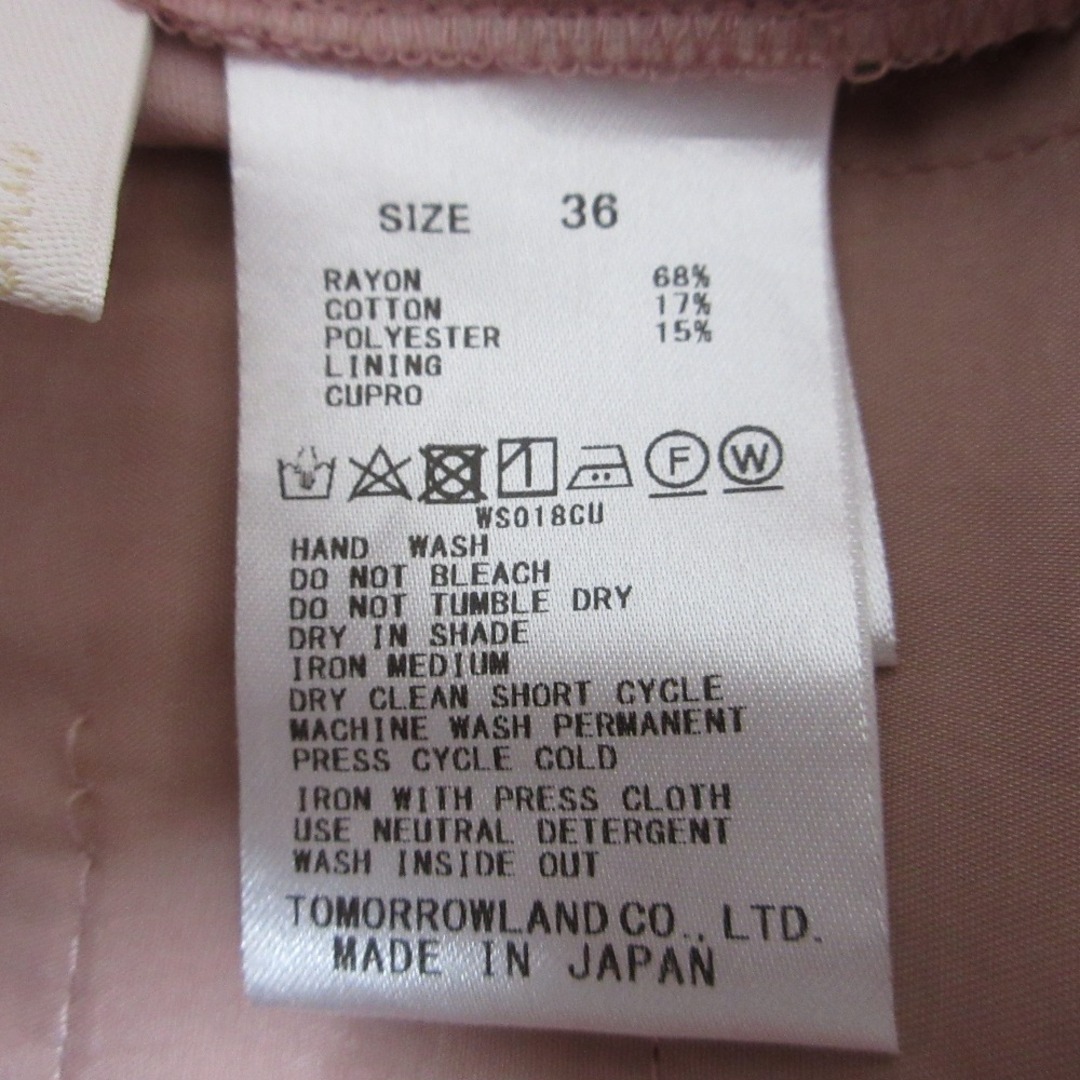 SIZE 36
RAYON 68%
COTTON 17%
POLYESTER 15%
LINING
CUPRO
F W
WS018CU
HAND WASH
DO NOT BLEACH
DO NOT TUMBLE DRY
DRY IN SHADE
IRON MEDIUM
DRY CLEAN SHORT CYCLE
MACHINE WASH PERMANENT
PRESS CYCLE COLD
IRON WITH PRESS CLOTH
USE NEUTRAL DETERGENT
WASH INSIDE OUT
TOMORROWLAND CO., LTD.
MADE IN JAPAN